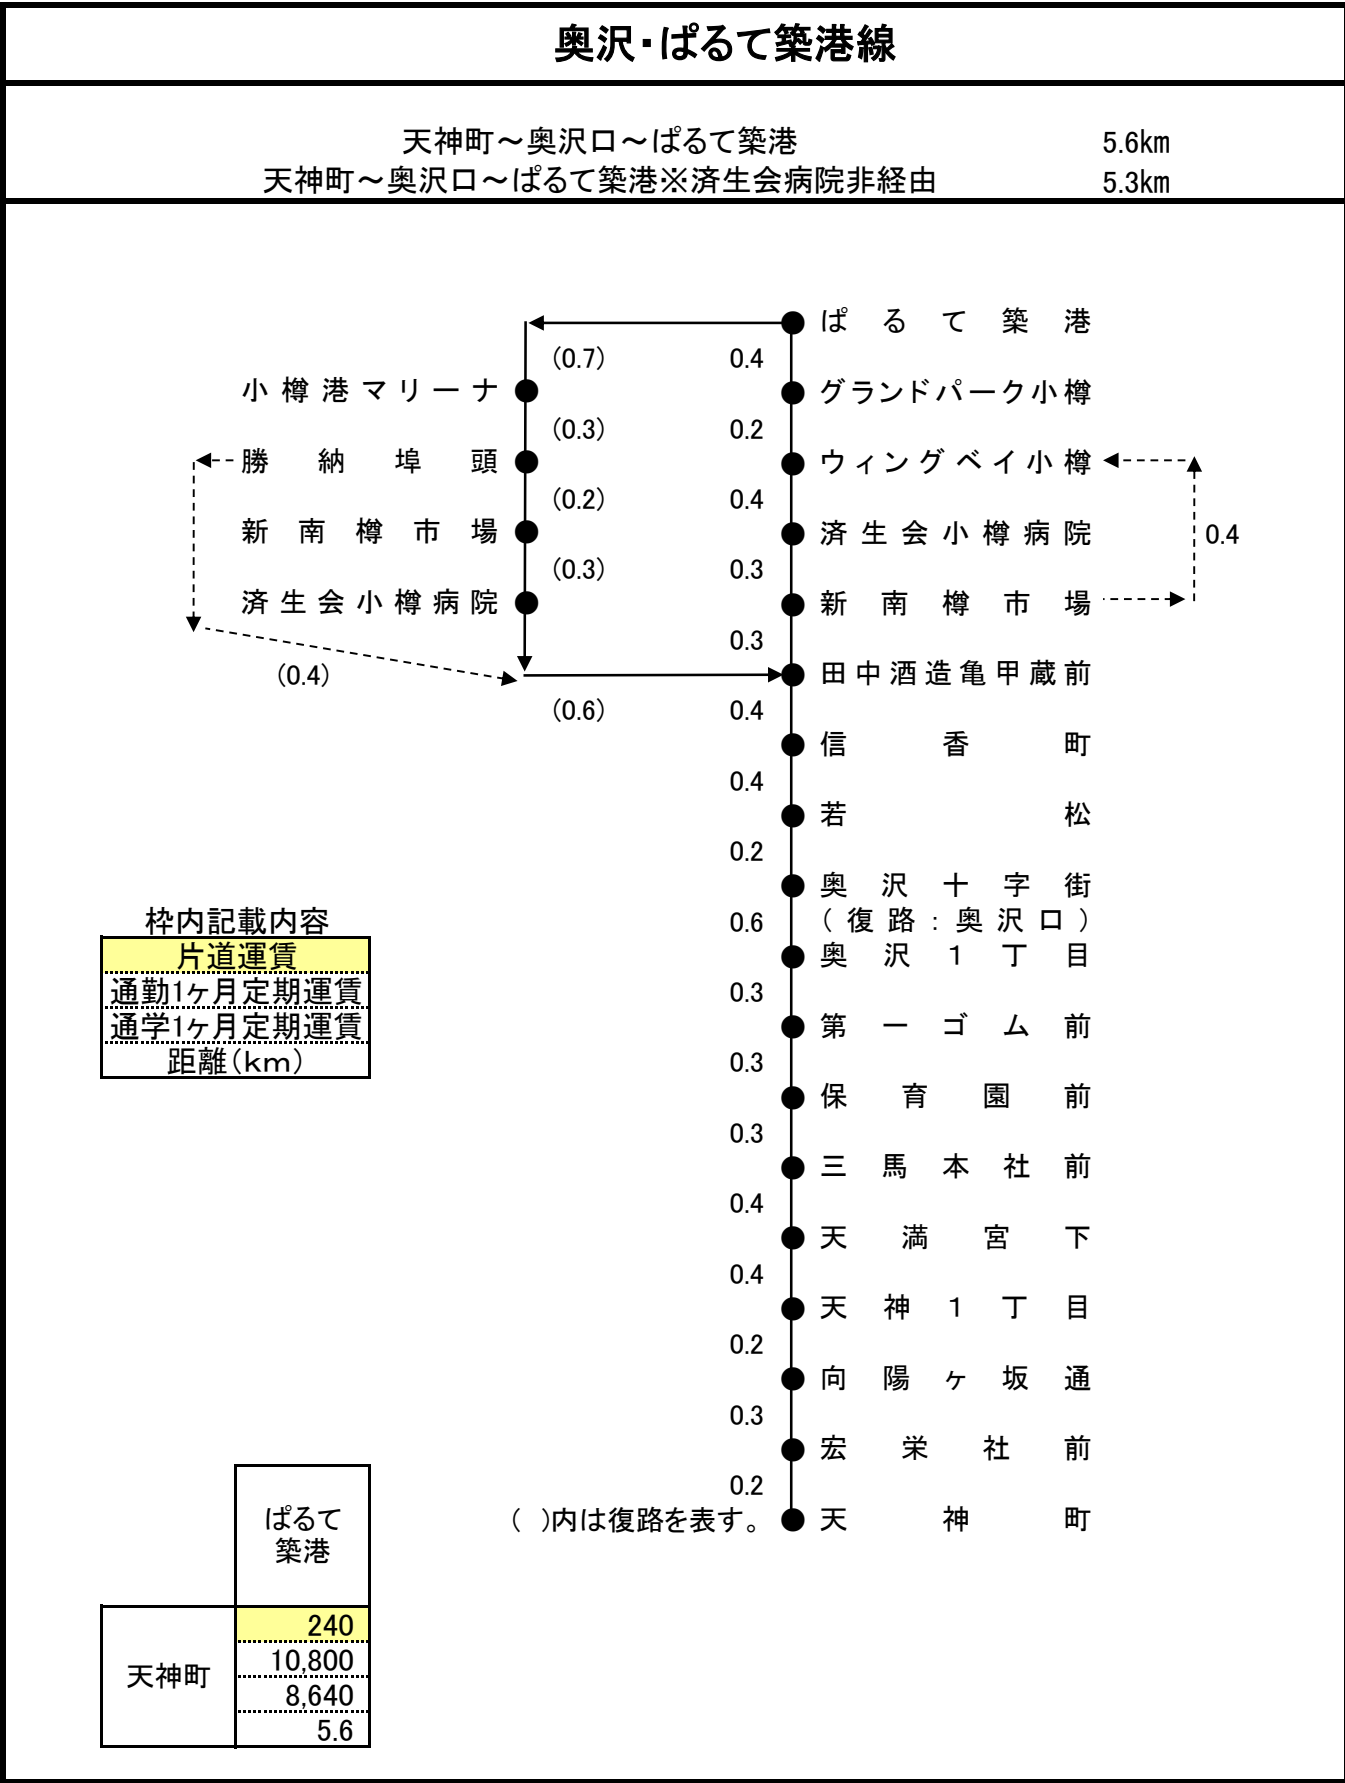 奥沢・ぱるて築港線
天神町～奥沢口～ぱるて築港 5.6km
天神町～奥沢口～ぱるて築港※済生会病院非経由 5.3km
ぱるて築港
(0.7) 0.4
小樽港マリーナ グランドパーク小樽
(0.3) 0.2
勝納埠頭 ウィングベイ小樽
(0.2) 0.4
新南樽市場 済生会小樽病院 0.4
(0.3) 0.3
済生会小樽病院 新南樽市場
0.3
(0.4) 田中酒造亀甲蔵前
(0.6) 0.4
信香町
0.4
若松
0.2
奥沢十字街
0.6 (復路:奥沢口)
奥沢1丁目
0.3
第一ゴム前
0.3
保育園前
0.3
三馬本社前
0.4
天満宮下
0.4
天神1丁目
0.2
向陽ヶ坂通
0.3
宏栄社前
0.2
( )内は復路を表す。 天神町
枠内記載内容
片道運賃
通勤1ヶ月定期運賃
通学1ヶ月定期運賃
距離(km)
ぱるて
築港
天神町
240
10,800
8,640
5.6